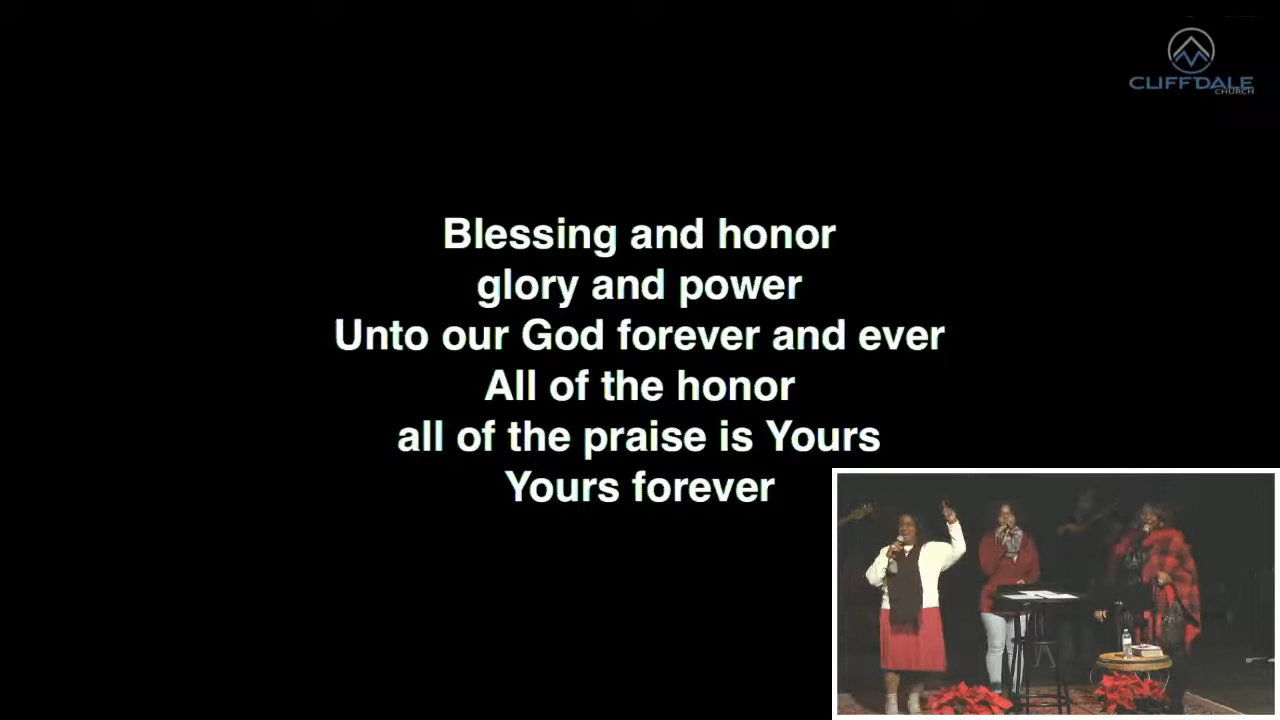 CLIFFDALE
CHURCH
Blessing and honor
glory and power
Unto our God forever and ever
All of the honor
all of the praise is Yours
Yours forever